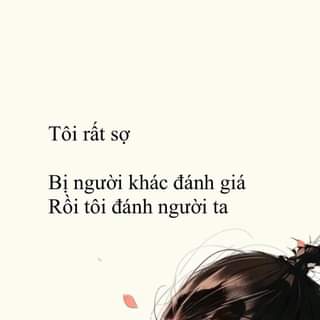 Tôi rất sợ
Bị người khác đánh giá
Rồi tôi đánh người ta